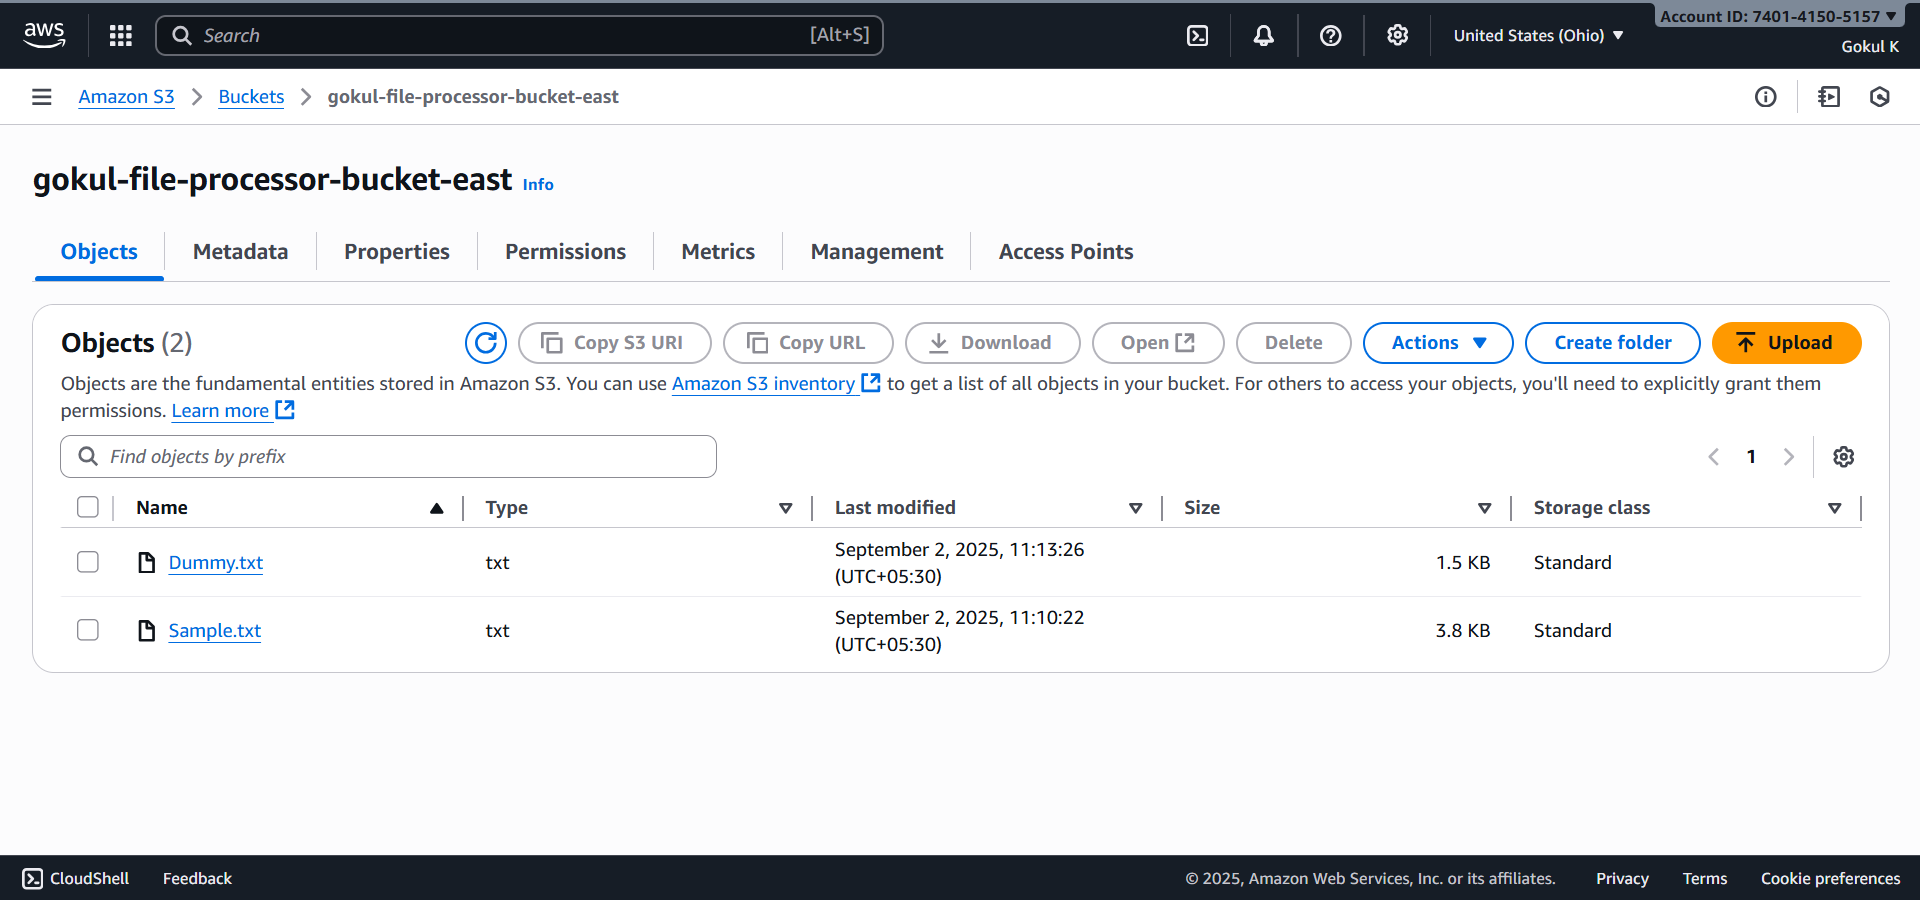 aws
Search [Alt+S]
United States (Ohio)
Account ID: 7401-4150-5157
Gokul K
Amazon S3
Buckets
gokul-file-processor-bucket-east
gokul-file-processor-bucket-east Info
Objects
Metadata
Properties
Permissions
Metrics
Management
Access Points
Objects (2)
Copy S3 URI
Copy URL
Download
Open
Delete
Actions
Create folder
Upload
Objects are the fundamental entities stored in Amazon S3. You can use Amazon S3 inventory to get a list of all objects in your bucket. For others to access your objects, you'll need to explicitly grant them
permissions. Learn more
Find objects by prefix
1
Name Type Last modified Size Storage class
Dummy.txt txt September 2, 2025, 11:13:26 (UTC+05:30) 1.5 KB Standard
Sample.txt txt September 2, 2025, 11:10:22 (UTC+05:30) 3.8 KB Standard
CloudShell
Feedback
© 2025, Amazon Web Services, Inc. or its affiliates.
Privacy
Terms
Cookie preferences